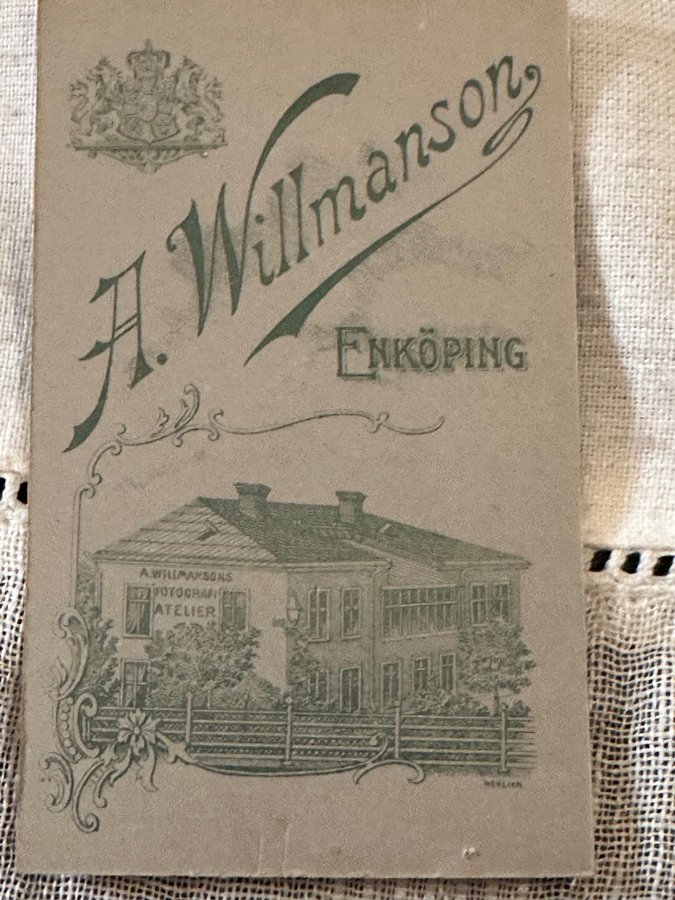 A. Willmanson,
ENKÖPING
A. WILLMANSONS
FOTOGRAFI
ATELIER